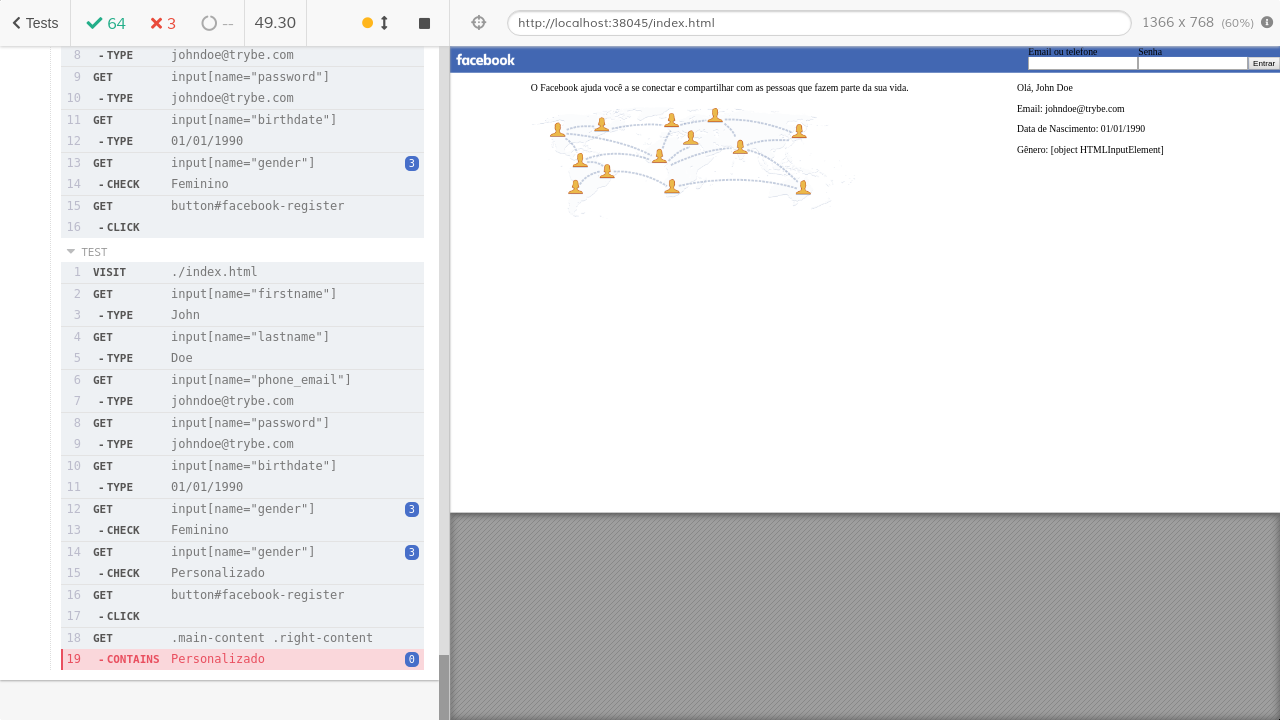 Tests 64 3 -- 49.30
http://localhost:38045/index.html 1366 x 768 (60%)
8 - TYPE johndoe@trybe.com
9 GET input[name="password"]
10 - TYPE johndoe@trybe.com
11 GET input[name="birthdate"]
12 - TYPE 01/01/1990
13 GET input[name="gender"] 3
14 - CHECK Feminino
15 GET button#facebook-register
16 - CLICK
TEST
1 VISIT ./index.html
2 GET input[name="firstname"]
3 - TYPE John
4 GET input[name="lastname"]
5 - TYPE Doe
6 GET input[name="phone_email"]
7 - TYPE johndoe@trybe.com
8 GET input[name="password"]
9 - TYPE johndoe@trybe.com
10 GET input[name="birthdate"]
11 - TYPE 01/01/1990
12 GET input[name="gender"] 3
13 - CHECK Feminino
14 GET input[name="gender"] 3
15 - CHECK Personalizado
16 GET button#facebook-register
17 - CLICK
18 GET .main-content .right-content
19 - CONTAINS Personalizado 0
facebook
Email ou telefone Senha
Entrar
O Facebook ajuda você a se conectar e compartilhar com as pessoas que fazem parte da sua vida.
Olá, John Doe
Email: johndoe@trybe.com
Data de Nascimento: 01/01/1990
Gênero: [object HTMLInputElement]